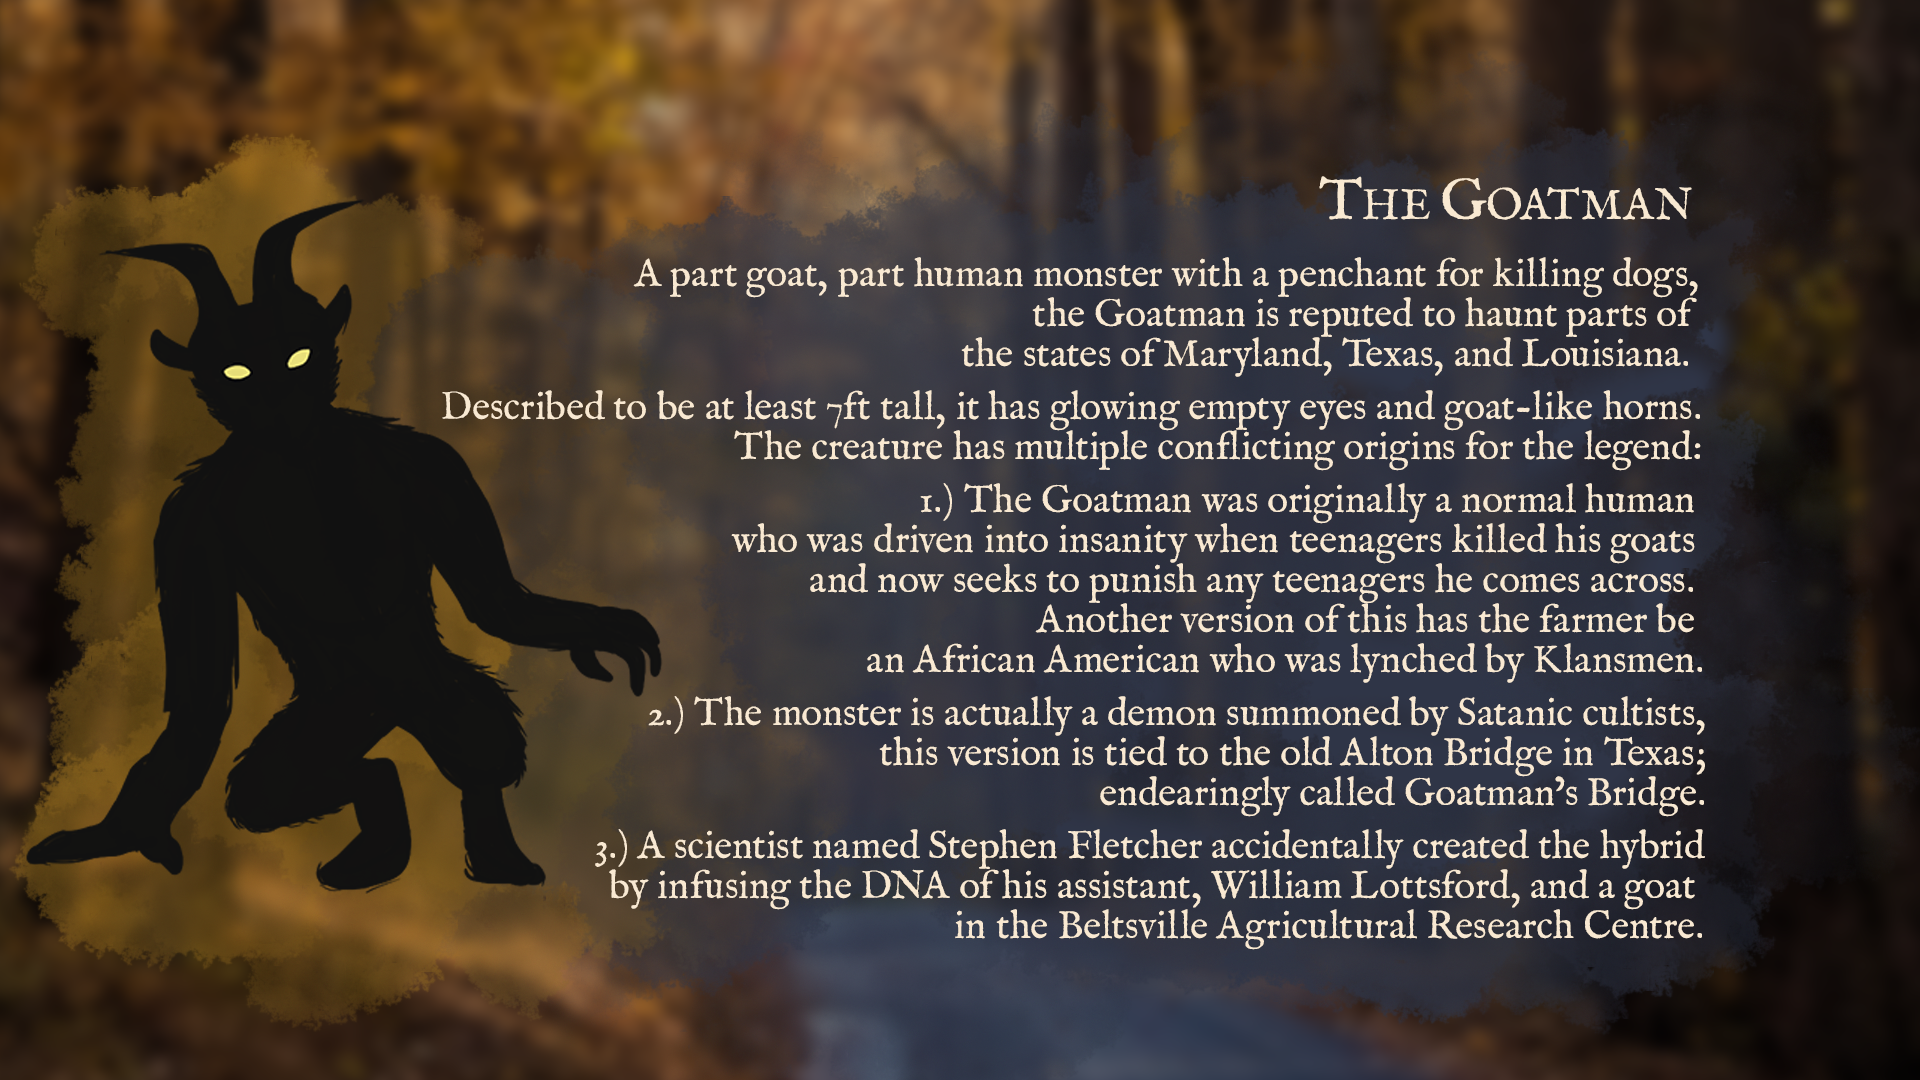 The Goatman
A part goat, part human monster with a penchant for killing dogs,
the Goatman is reputed to haunt parts of
the states of Maryland, Texas, and Louisiana.
Described to be at least 7ft tall, it has glowing empty eyes and goat-like horns.
The creature has multiple conflicting origins for the legend:
1.) The Goatman was originally a normal human
who was driven into insanity when teenagers killed his goats
and now seeks to punish any teenagers he comes across.
Another version of this has the farmer be
an African American who was lynched by Klansmen.
2.) The monster is actually a demon summoned by Satanic cultists,
this version is tied to the old Alton Bridge in Texas;
endearingly called Goatman's Bridge.
3.) A scientist named Stephen Fletcher accidentally created the hybrid
by infusing the DNA of his assistant, William Lottsford, and a goat
in the Beltsville Agricultural Research Centre.